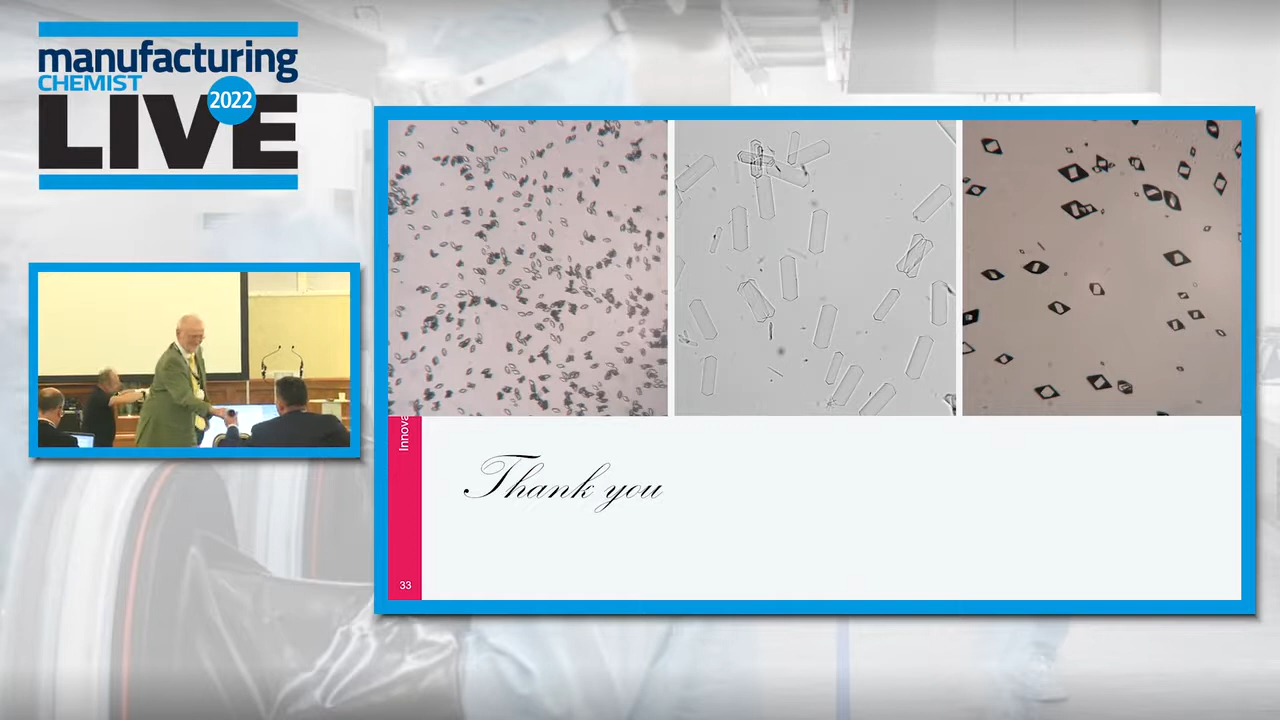 manufacturing
CHEMIST
2022
LIVE
Innova
Thank you
33